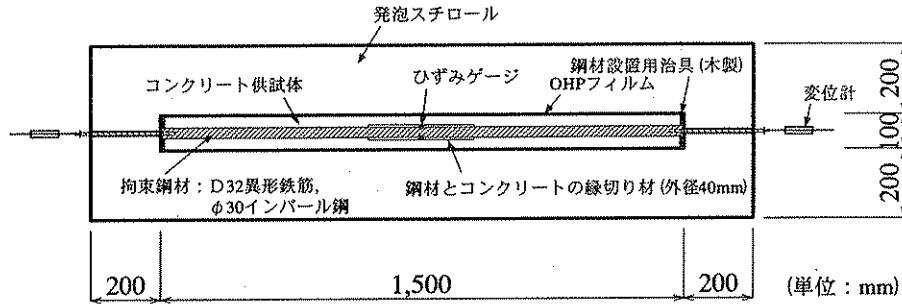 発泡スチロール
鋼材設置用治具(木製)
コンクリート供試体
ひずみゲージ
OHPフィルム
変位計
拘束鋼材：D32異形鉄筋，
φ30インバール鋼
鋼材とコンクリートの縁切り材(外径40mm)
200
100
200
200
1,500
200
(単位：mm)